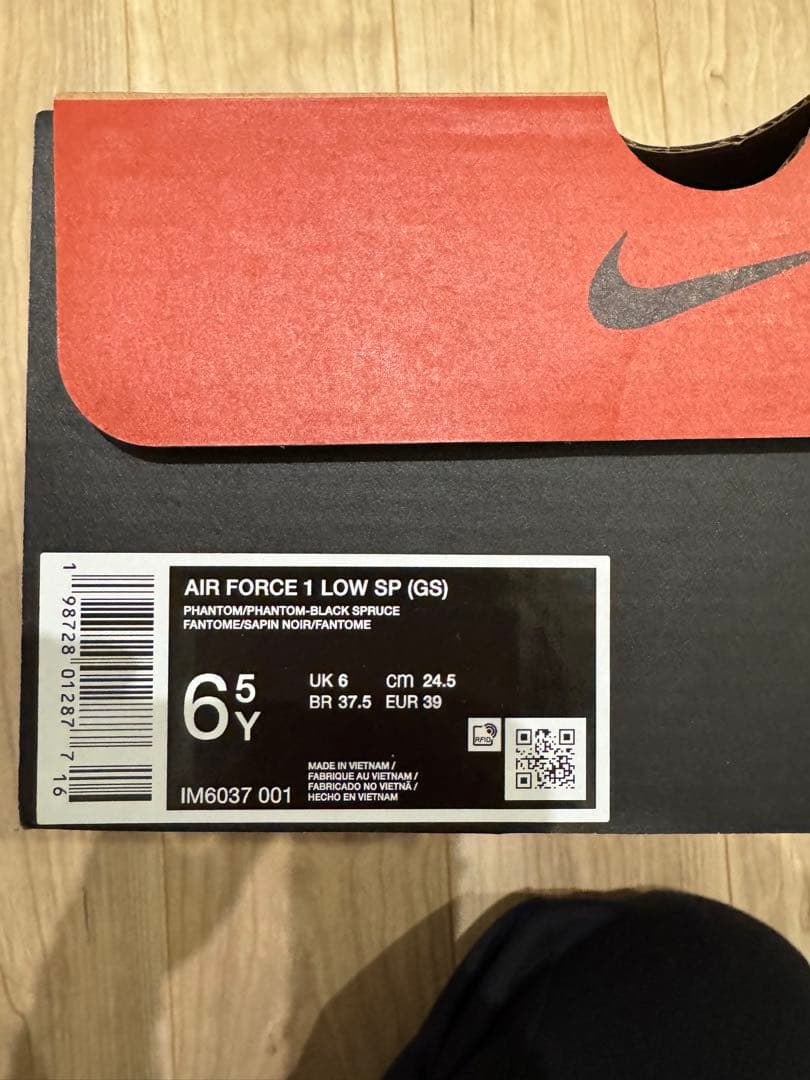 AIR FORCE 1 LOW SP (GS)
PHANTOM/PHANTOM-BLACK SPRUCE
FANTOME/SAPIN NOIR/FANTOME
6 5 Y
UK 6 cm 24.5
BR 37.5 EUR 39
RFID
MADE IN VIETNAM /
FABRIQUE AU VIETNAM /
FABRICADO NO VIETNÃ /
HECHO EN VIETNAM
IM6037 001
1 98728 01287 7 16